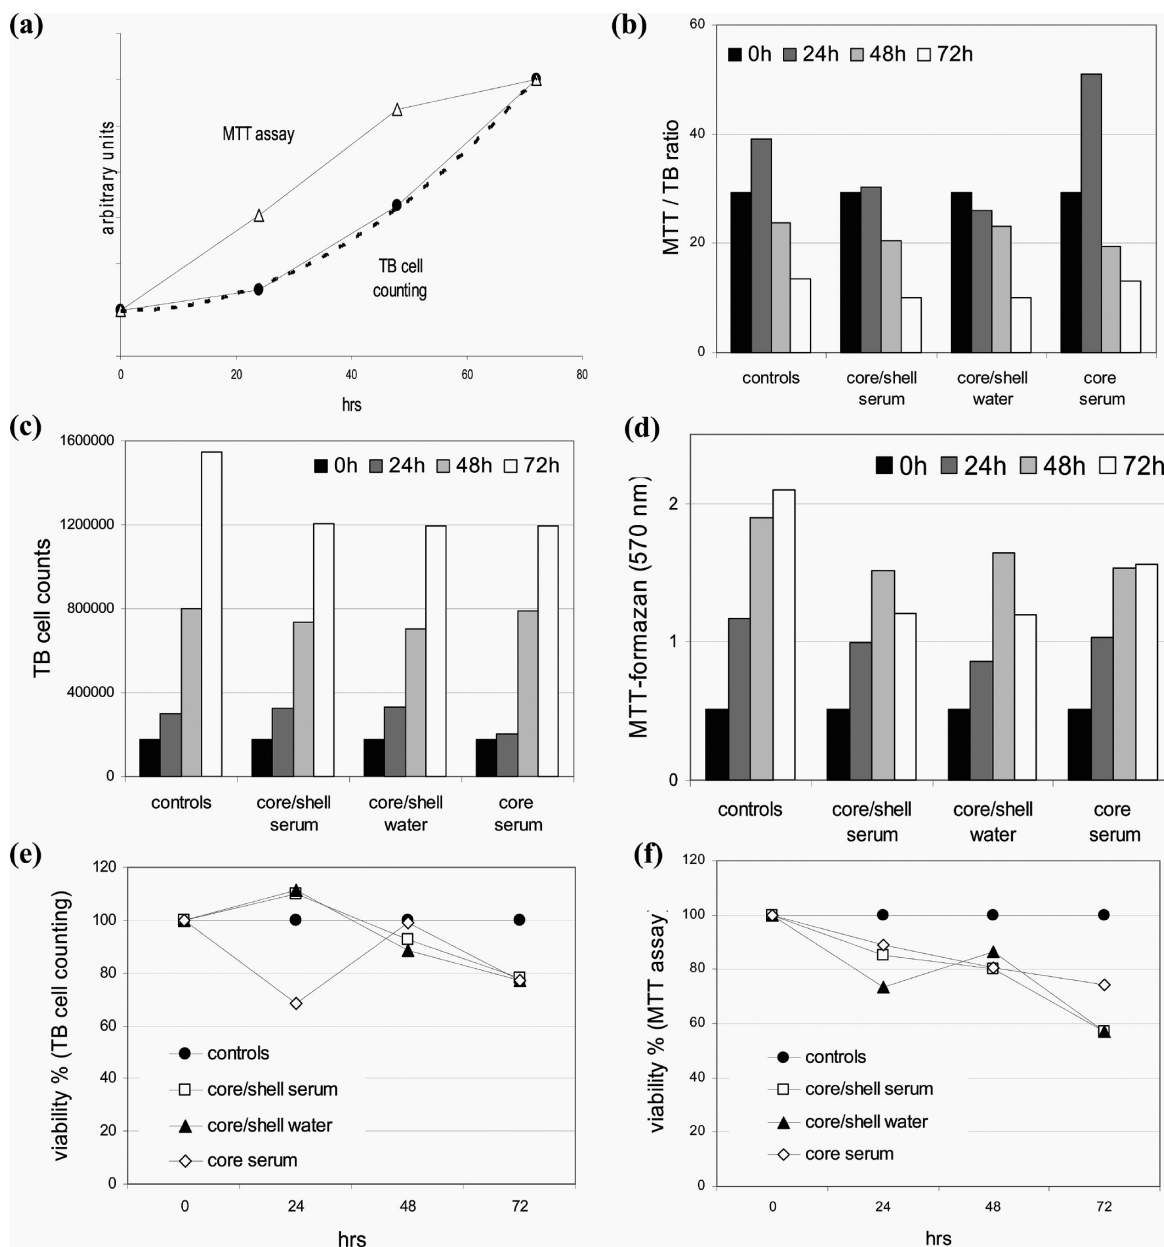 (a)
arbitrary units
MTT assay
TB cell
counting
0 20 40 60 80
hrs
(b)
60
40
20
0
MTT / TB ratio
0h 24h 48h 72h
controls core/shell core/shell core
serum water serum
(c)
1600000
1200000
800000
400000
0
TB cell counts
0h 24h 48h 72h
controls core/shell core/shell core
serum water serum
(d)
2
1
0
MTT-formazan (570 nm)
0h 24h 48h 72h
controls core/shell core/shell core
serum water serum
(e)
120
100
80
60
40
20
0
viability % (TB cell counting)
controls
core/shell serum
core/shell water
core serum
0 24 48 72
hrs
(f)
120
100
80
60
40
20
0
viability % (MTT assay)
controls
core/shell serum
core/shell water
core serum
0 24 48 72
hrs